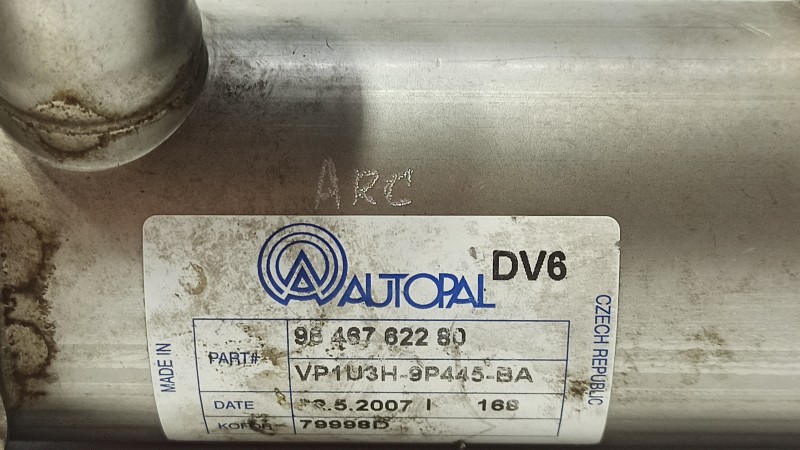 ARC
AUTOPAL DV6
MADE IN
CZECH REPUBLIC
PART# 96 467 622 80
VP1U3H-9P445-BA
DATE .5.2007 I 168
79998D